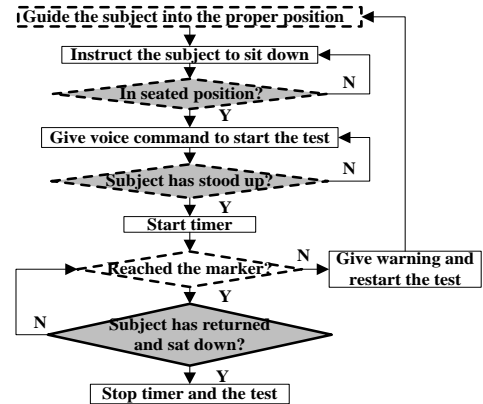 Guide the subject into the proper position
Instruct the subject to sit down
N
In seated position?
Y
Give voice command to start the test
N
Subject has stood up?
Y
Start timer
N
Reached the marker?
Give warning and
restart the test
Y
N
Subject has returned
and sat down?
Y
Stop timer and the test